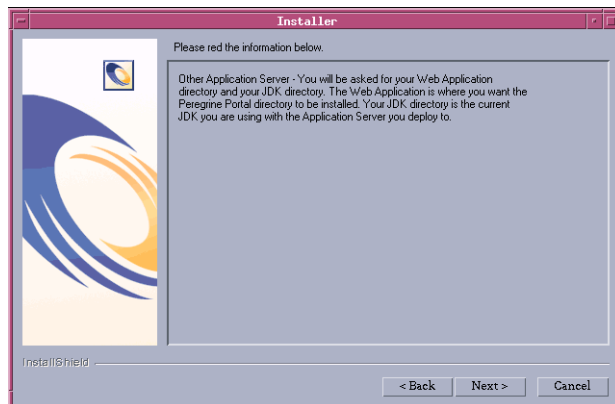 Installer
Please red the information below.
Other Application Server - You will be asked for your Web Application
directory and your JDK directory. The Web Application is where you want the
Peregrine Portal directory to be installed. Your JDK directory is the current
JDK you are using with the Application Server you deploy to.
InstallShield
< Back Next > Cancel